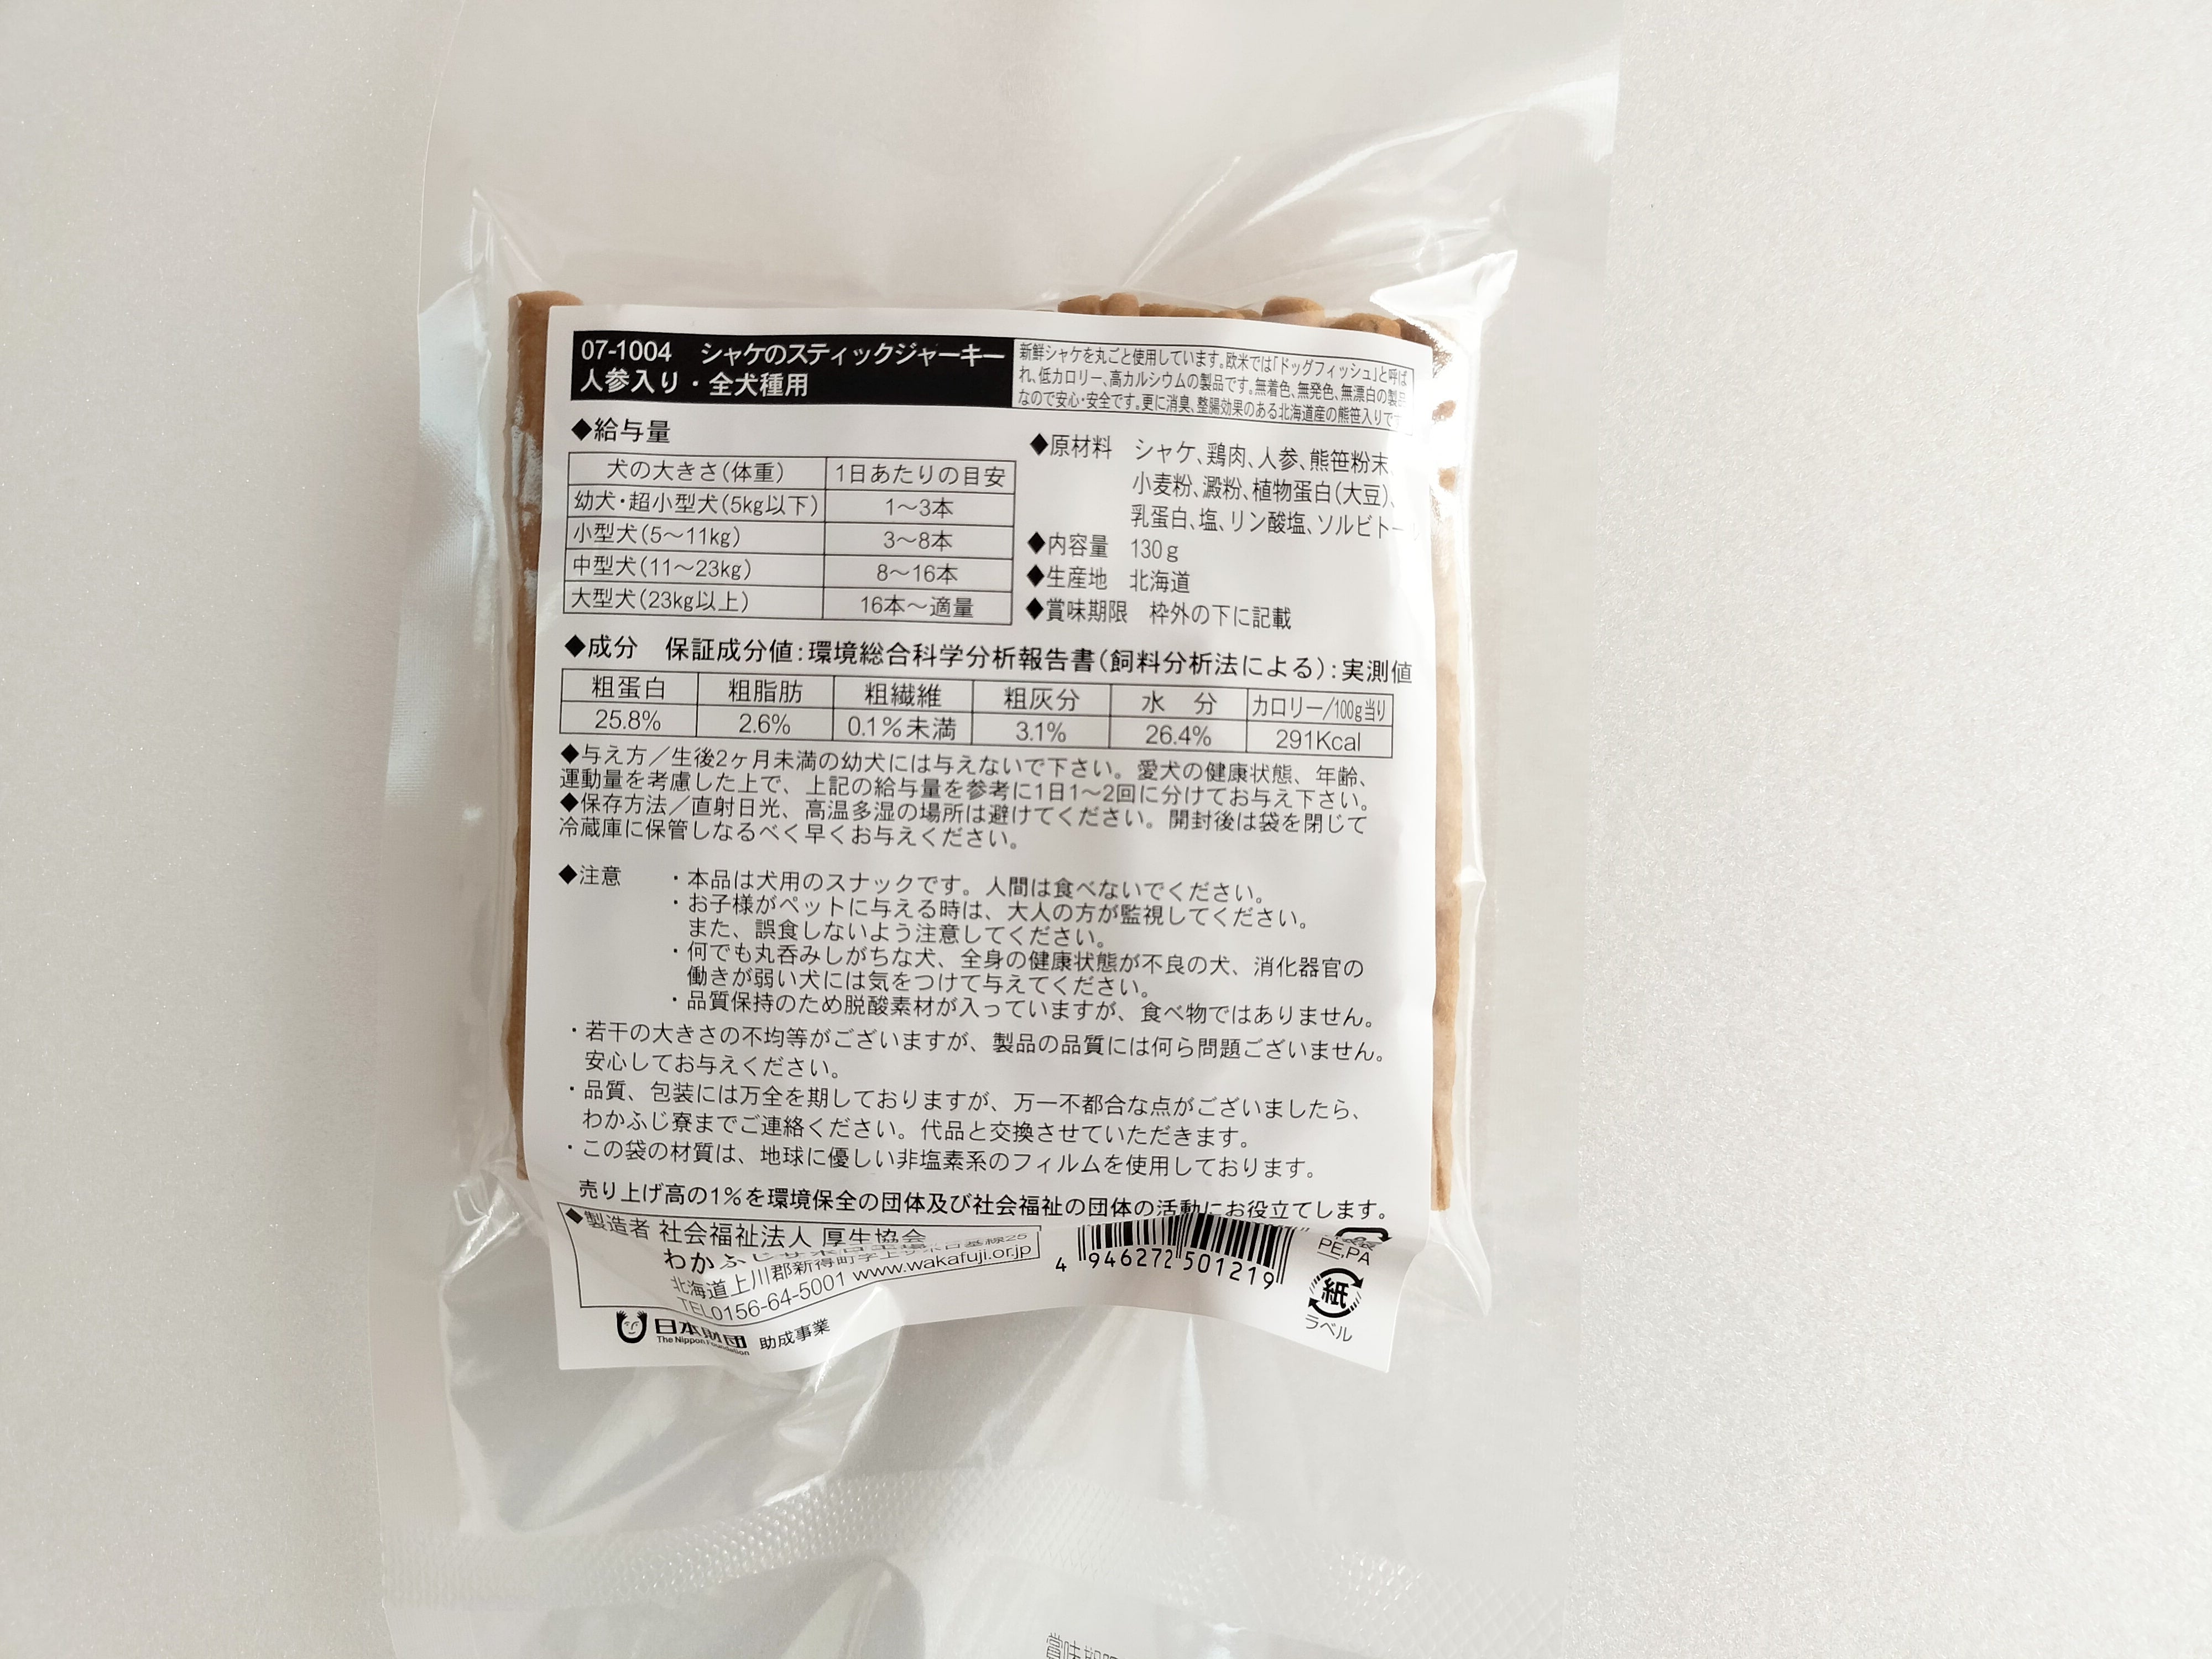 07-1004 シャケのスティックジャーキー
人参入り・全犬種用
新鮮シャケを丸ごと使用しています。欧米では「ドッグフィッシュ」と呼ば
れ、低カロリー、高カルシウムの製品です。無着色、無発色、無漂白の製品
なので安心・安全です。更に消臭、整腸効果のある北海道産の熊笹入りです
◆給与量
犬の大きさ(体重) 1日あたりの目安
幼犬・超小型犬(5kg以下) 1〜3本
小型犬(5〜11kg) 3〜8本
中型犬(11〜23kg) 8〜16本
大型犬(23kg以上) 16本〜適量
◆原材料 シャケ、鶏肉、人参、熊笹粉末、
小麦粉、澱粉、植物蛋白(大豆)、
乳蛋白、塩、リン酸塩、ソルビトール
◆内容量 130g
◆生産地 北海道
◆賞味期限 枠外の下に記載
◆成分 保証成分値：環境総合科学分析報告書(飼料分析法による)：実測値
粗蛋白 粗脂肪 粗繊維 粗灰分 水 分 カロリー/100g当り
25.8% 2.6% 0.1%未満 3.1% 26.4% 291Kcal
◆与え方／生後2ヶ月未満の幼犬には与えないで下さい。愛犬の健康状態、年齢、
運動量を考慮した上で、上記の給与量を参考に1日1〜2回に分けてお与え下さい。
◆保存方法／直射日光、高温多湿の場所は避けてください。開封後は袋を閉じて
冷蔵庫に保管しなるべく早くお与えください。
◆注意 ・本品は犬用のスナックです。人間は食べないでください。
・お子様がペットに与える時は、大人の方が監視してください。
また、誤食しないよう注意してください。
・何でも丸呑みしがちな犬、全身の健康状態が不良の犬、消化器官の
働きが弱い犬には気をつけて与えてください。
・品質保持のため脱酸素材が入っていますが、食べ物ではありません。
・若干の大きさの不均等がございますが、製品の品質には何ら問題ございません。
安心してお与えください。
・品質、包装には万全を期しておりますが、万一不都合な点がございましたら、
わかふじ寮までご連絡ください。代品と交換させていただきます。
・この袋の材質は、地球に優しい非塩素系のフィルムを使用しております。
売り上げ高の1%を環境保全の団体及び社会福祉の団体の活動にお役立てします。
◆製造者 社会福祉法人 厚生協会
わかふじ
北海道上川郡新得町字上サホロ基線25
TEL0156-64-5001 www.wakafuji.or.jp
4 946272 501219
PE,PA
紙
ラベル
日本財団 助成事業
The Nippon Foundation
賞味期限